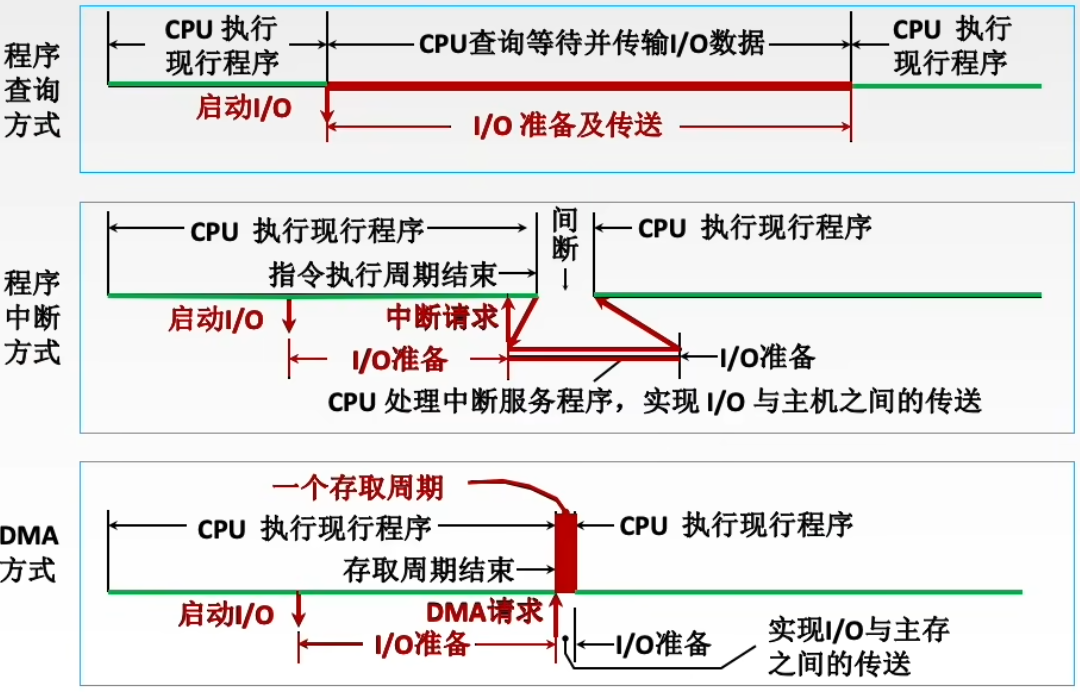 程序
查询
方式
CPU 执行
现行程序
CPU查询等待并传输I/O数据
CPU 执行
现行程序
启动I/O
I/O 准备及传送
程序
中断
方式
CPU 执行现行程序
间
断
CPU 执行现行程序
指令执行周期结束
启动I/O
中断请求
I/O准备
I/O准备
CPU 处理中断服务程序，实现 I/O 与主机之间的传送
DMA
方式
一个存取周期
CPU 执行现行程序
CPU 执行现行程序
存取周期结束
启动I/O
DMA请求
I/O准备
I/O准备
实现I/O与主存
之间的传送